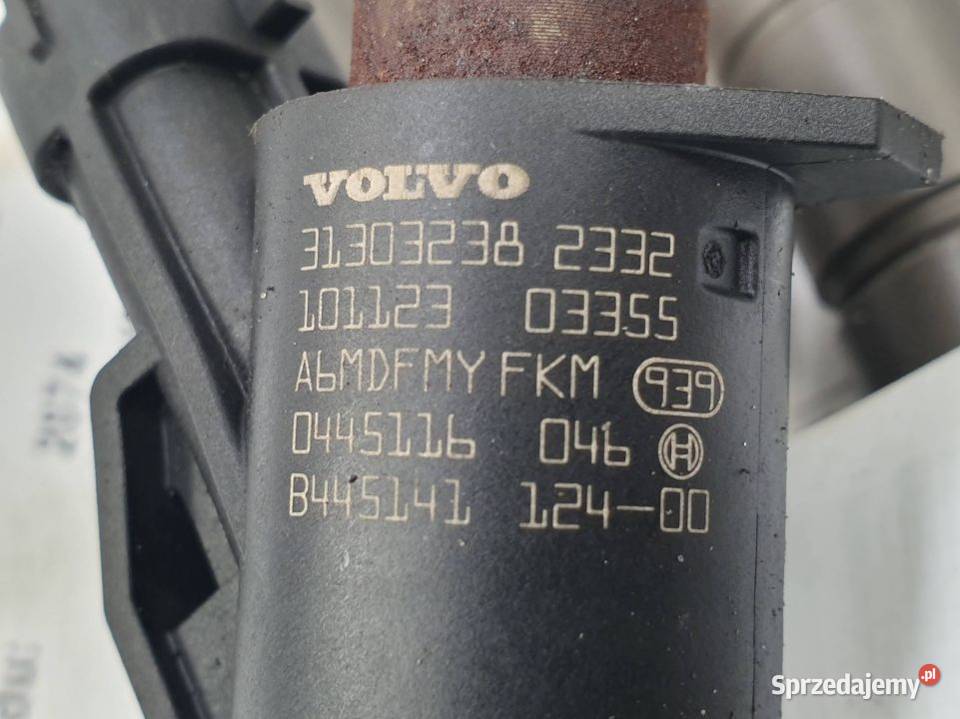 VOLVO
31303238 2332
101123 03355
A6MDFMY FKM 939
0445116 046 H
B445141 124-00
Sprzedajemy.pl